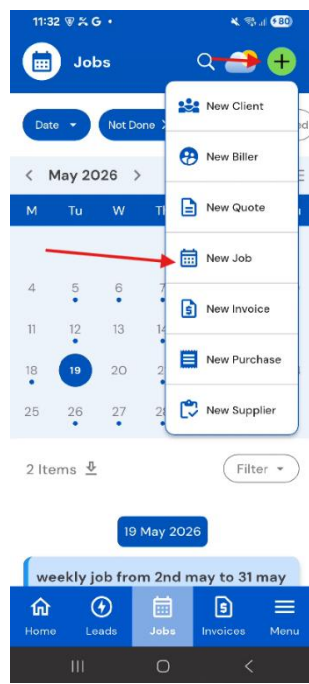 11:32
G
80
Jobs
Date
Not Done
New Client
New Biller
New Quote
New Job
New Invoice
New Purchase
New Supplier
May 2026
M Tu W
4 5 6 7
11 12 13
18 19 20
25 26 27
2 Items
Filter
19 May 2026
weekly job from 2nd may to 31 may
Home Leads Jobs Invoices Menu